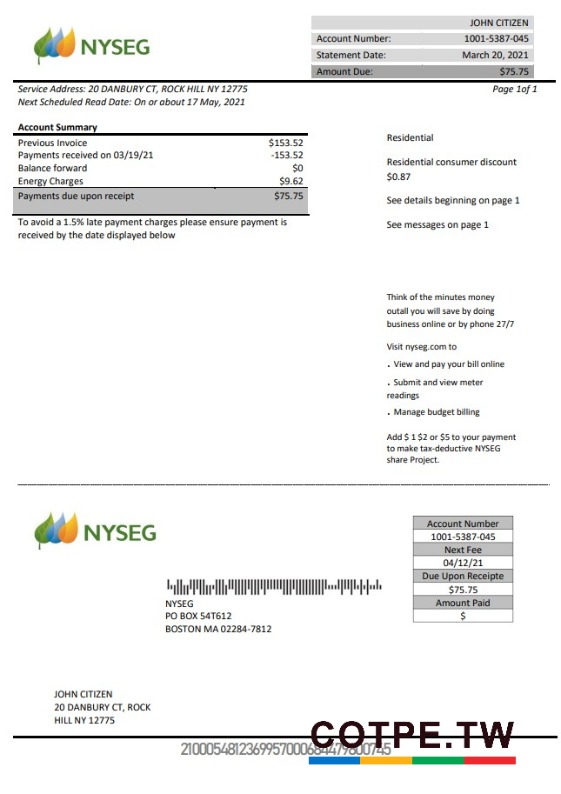 NYSEG
JOHN CITIZEN
Account Number: 1001-5387-045
Statement Date: March 20, 2021
Amount Due: $75.75
Service Address: 20 DANBURY CT, ROCK HILL NY 12775 Page 1of 1
Next Scheduled Read Date: On or about 17 May, 2021
Account Summary
Previous Invoice $153.52
Payments received on 03/19/21 -153.52
Balance forward $0
Energy Charges $9.62
Payments due upon receipt $75.75
To avoid a 1.5% late payment charges please ensure payment is
received by the date displayed below
Residential
Residential consumer discount
$0.87
See details beginning on page 1
See messages on page 1
Think of the minutes money
outall you will save by doing
business online or by phone 27/7
Visit nyseg.com to
. View and pay your bill online
. Submit and view meter
readings
. Manage budget billing
Add $ 1 $2 or $5 to your payment
to make tax-deductive NYSEG
share Project.
NYSEG
Account Number
1001-5387-045
Next Fee
04/12/21
Due Upon Receipte
$75.75
Amount Paid
$
NYSEG
PO BOX 54T612
BOSTON MA 02284-7812
JOHN CITIZEN
20 DANBURY CT, ROCK
HILL NY 12775
COTPE.TW